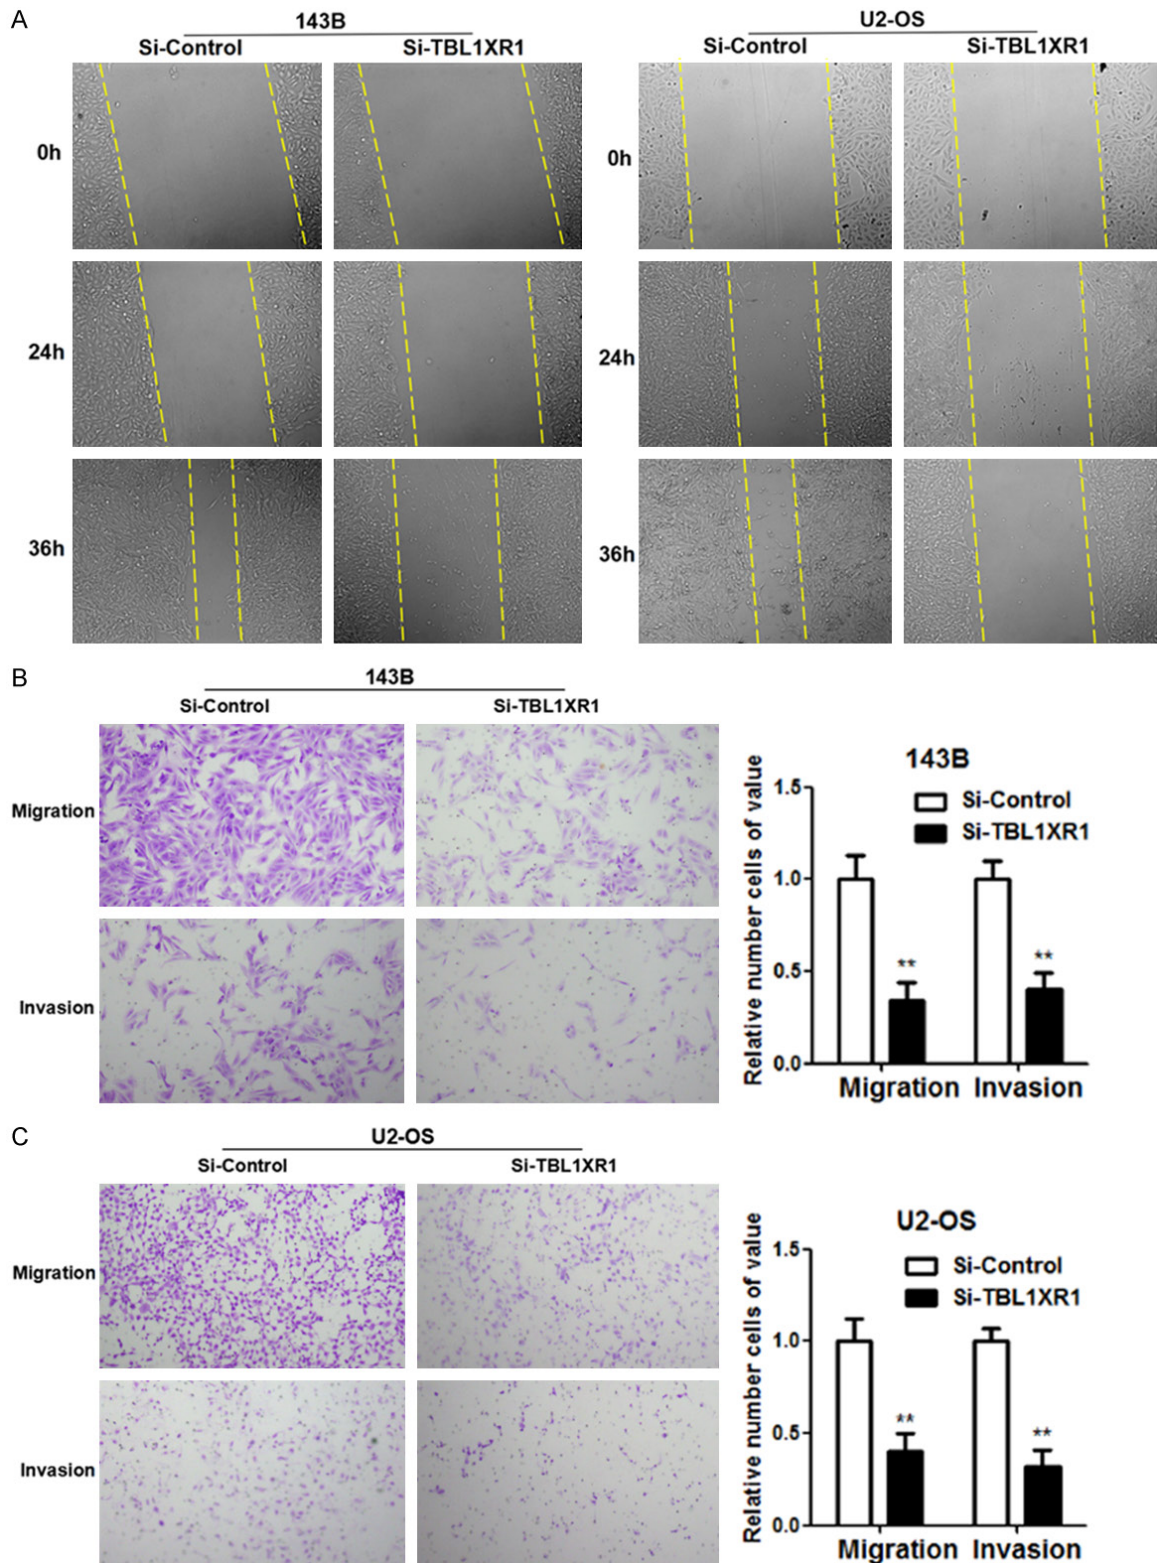 A
143B
Si-Control
Si-TBL1XR1
0h
24h
36h
U2-OS
Si-Control
Si-TBL1XR1
0h
24h
36h
B
143B
Si-Control
Si-TBL1XR1
Migration
Invasion
143B
Relative number cells of value
1.5
1.0
0.5
0.0
Si-Control
Si-TBL1XR1
**
**
Migration
Invasion
C
U2-OS
Si-Control
Si-TBL1XR1
Migration
Invasion
U2-OS
Relative number cells of value
1.5
1.0
0.5
0.0
Si-Control
Si-TBL1XR1
**
**
Migration
Invasion